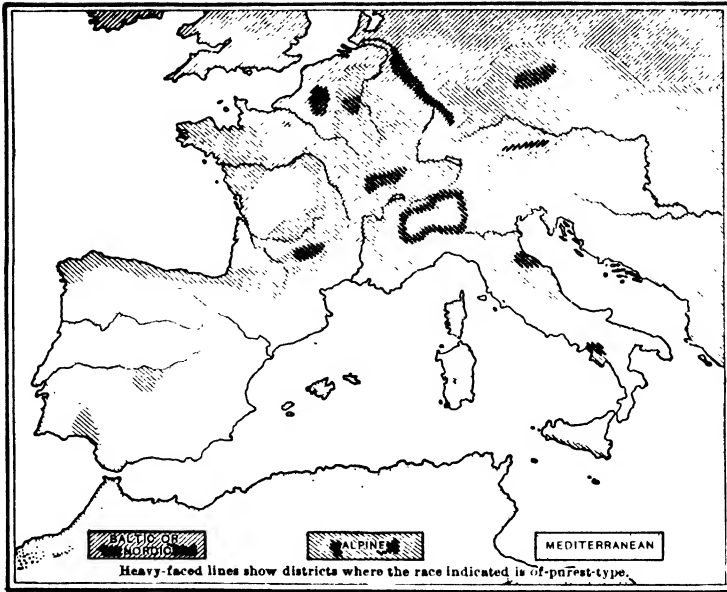 BALTIC OR
NORDIC
ALPINE
MEDITERRANEAN
Heavy-faced lines show districts where the race indicated is of-purest-type.